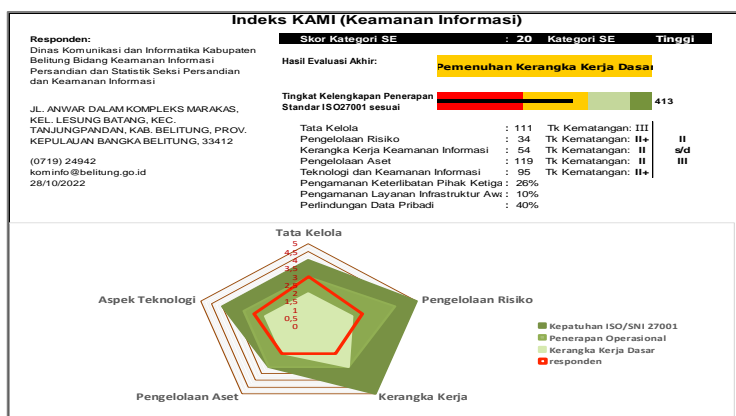 Indeks KAMI (Keamanan Informasi)
Responden:
Dinas Komunikasi dan Informatika Kabupaten
Belitung Bidang Keamanan Informasi
Persandian dan Statistik Seksi Persandian
dan Keamanan Informasi
JL. ANWAR DALAM KOMPLEKS MARAKAS,
KEL. LESUNG BATANG, KEC.
TANJUNGPANDAN, KAB. BELITUNG, PROV.
KEPULAUAN BANGKA BELITUNG, 33412
(0719) 24942
kominfo@belitung.go.id
28/10/2022
Skor Kategori SE : 20 Kategori SE Tinggi
Hasil Evaluasi Akhir: Pemenuhan Kerangka Kerja Dasar
Tingkat Kelengkapan Penerapan
Standar ISO27001 sesuai 413
Tata Kelola : 111 Tk Kematangan: III
Pengelolaan Risiko : 34 Tk Kematangan: II+ II
Kerangka Kerja Keamanan Informasi : 54 Tk Kematangan: II s/d
Pengelolaan Aset : 119 Tk Kematangan: II III
Teknologi dan Keamanan Informasi : 95 Tk Kematangan: II+
Pengamanan Keterlibatan Pihak Ketiga : 26%
Pengamanan Layanan Infrastruktur Awa : 10%
Perlindungan Data Pribadi : 40%
Tata Kelola
5
4,5
4
3,5
3
2,5
2
1,5
1
0,5
0
Aspek Teknologi
Pengelolaan Risiko
Pengelolaan Aset
Kerangka Kerja
Kepatuhan ISO/SNI 27001
Penerapan Operasional
Kerangka Kerja Dasar
responden